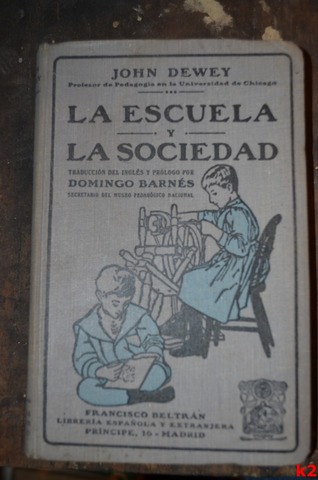 JOHN DEWEY
Profesor de Pedagogía en la Universidad de Chicago
LA ESCUELA
Y
LA SOCIEDAD
TRADUCCIÓN DEL INGLÉS Y PRÓLOGO POR
DOMINGO BARNÉS
SECRETARIO DEL MUSEO PEDAGÓGICO NACIONAL
FRANCISCO BELTRÁN
LIBRERÍA ESPAÑOLA Y EXTRANJERA
PRÍNCIPE, 16 - MADRID
k2